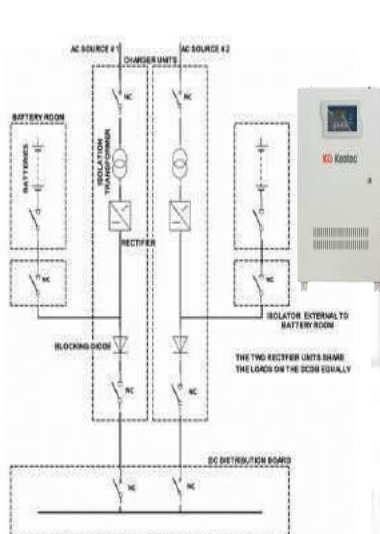 AC SOURCE #1
AC SOURCE #2
CHARGER UNITS
NC
NC
BATTERY ROOM
BATTERIES
ISOLATION
TRANSFORMER
KG Keatec
RECTIFIER
NC
NC
ISOLATOR EXTERNAL TO
BATTERY ROOM
BLOCKING DIODE
THE TWO RECTIFIER UNITS SHARE
THE LOADS ON THE DCDB EQUALLY
NC
NC
DC DISTRIBUTION BOARD
NC
NC